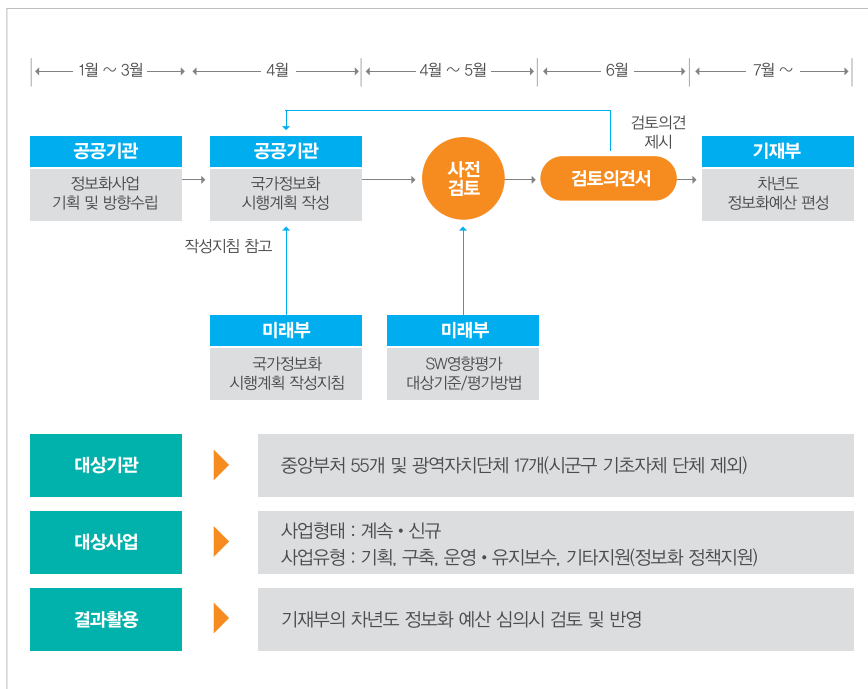 1월 ~ 3월
4월
4월 ~ 5월
6월
7월 ~
검토의견
제시
공공기관
정보화사업
기획 및 방향수립
공공기관
국가정보화
시행계획 작성
사전
검토
검토의견서
기재부
차년도
정보화예산 편성
작성지침 참고
미래부
국가정보화
시행계획 작성지침
미래부
SW영향평가
대상기준/평가방법
대상기관
중앙부처 55개 및 광역자치단체 17개(시군구 기초자체 단체 제외)
대상사업
사업형태 : 계속 • 신규
사업유형 : 기획, 구축, 운영 • 유지보수, 기타지원(정보화 정책지원)
결과활용
기재부의 차년도 정보화 예산 심의시 검토 및 반영